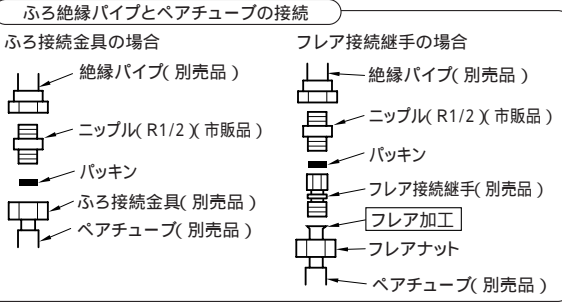 ふろ絶縁パイプとペアチューブの接続
ふろ接続金具の場合
絶縁パイプ(別売品)
ニップル(R1/2)(市販品)
パッキン
ふろ接続金具(別売品)
ペアチューブ(別売品)
フレア接続継手の場合
絶縁パイプ(別売品)
ニップル(R1/2)(市販品)
パッキン
フレア接続継手(別売品)
フレア加工
フレアナット
ペアチューブ(別売品)